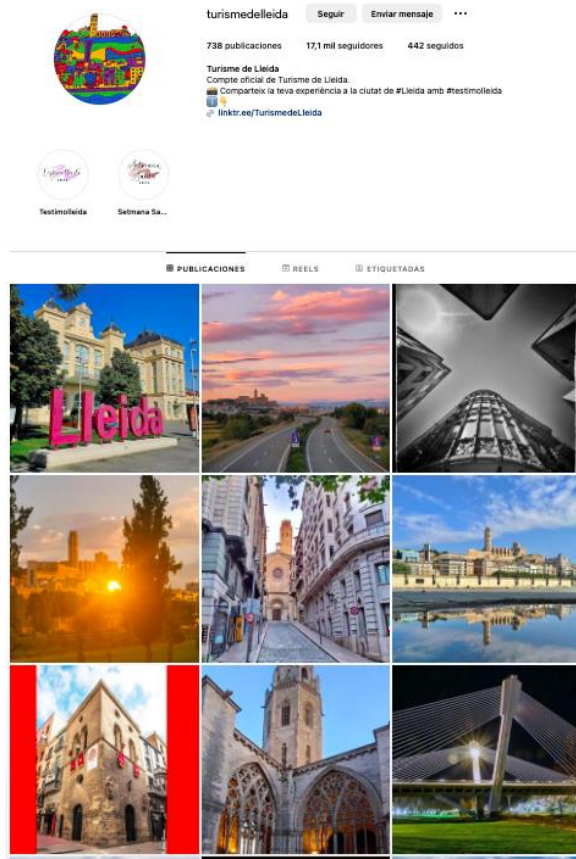 turismedelleida Seguir Enviar mensaje
738 publicaciones 17,1 mil seguidores 442 seguidos
Turisme de Lleida
Compte oficial de Turisme de Lleida.
Comparteix la teva experiència a la ciutat de #Lleida amb #testimolleida
linktr.ee/TurismedeLleida
Testimolleida Setmana Sa...
PUBLICACIONES REELS ETIQUETADAS
Lleida